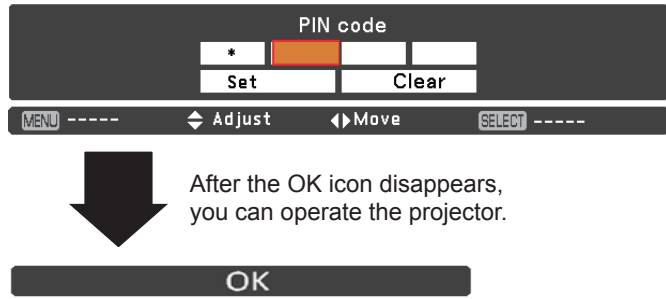 PIN code
*
Set Clear
MENU ----- Adjust Move SELECT -----
After the OK icon disappears,
you can operate the projector.
OK